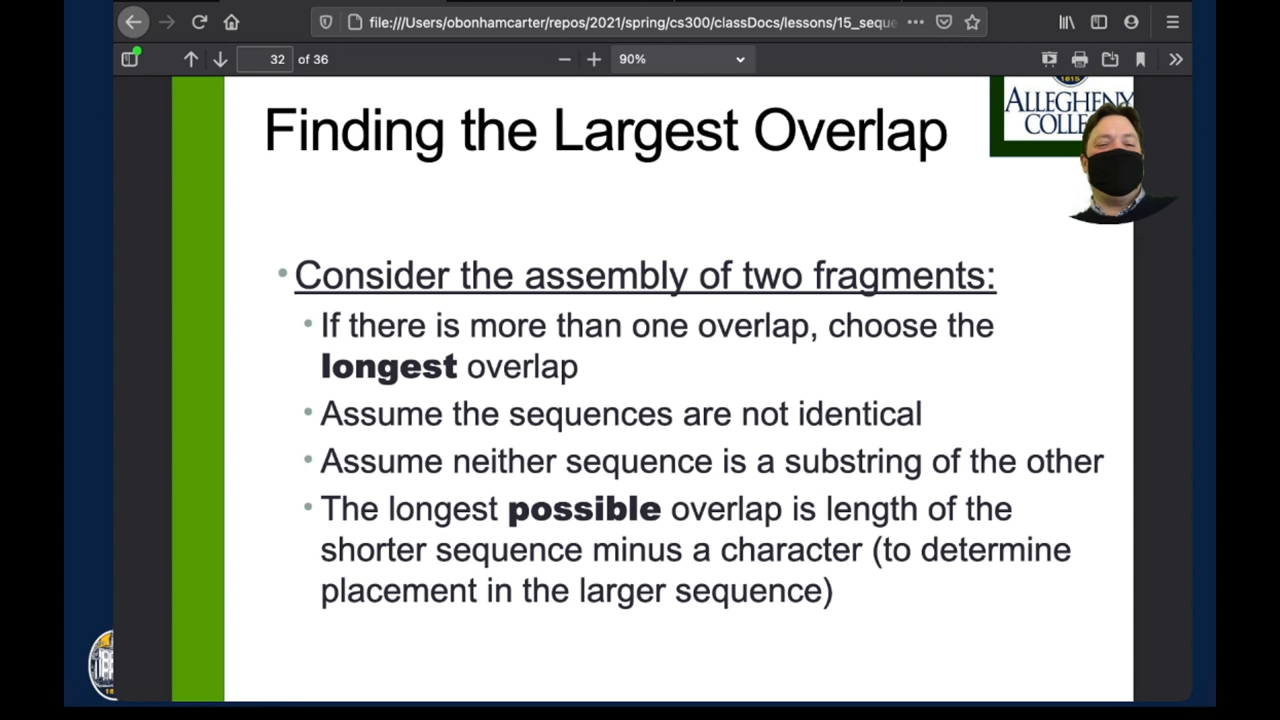 file:///Users/obonhamcarter/repos/2021/spring/cs300/classDocs/lessons/15_seque
32 of 36
90%
1815
ALLEGHENY
Finding the Largest Overlap
Consider the assembly of two fragments:
If there is more than one overlap, choose the
longest overlap
Assume the sequences are not identical
Assume neither sequence is a substring of the other
The longest possible overlap is length of the
shorter sequence minus a character (to determine
placement in the larger sequence)